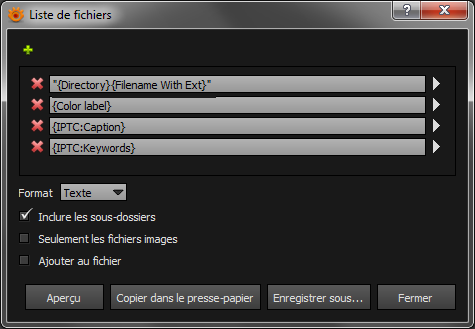 Liste de fichiers
"{Directory}{Filename With Ext}"
{Color label}
{IPTC:Caption}
{IPTC:Keywords}
Format Texte
Inclure les sous-dossiers
Seulement les fichiers images
Ajouter au fichier
Aperçu Copier dans le presse-papier Enregistrer sous... Fermer